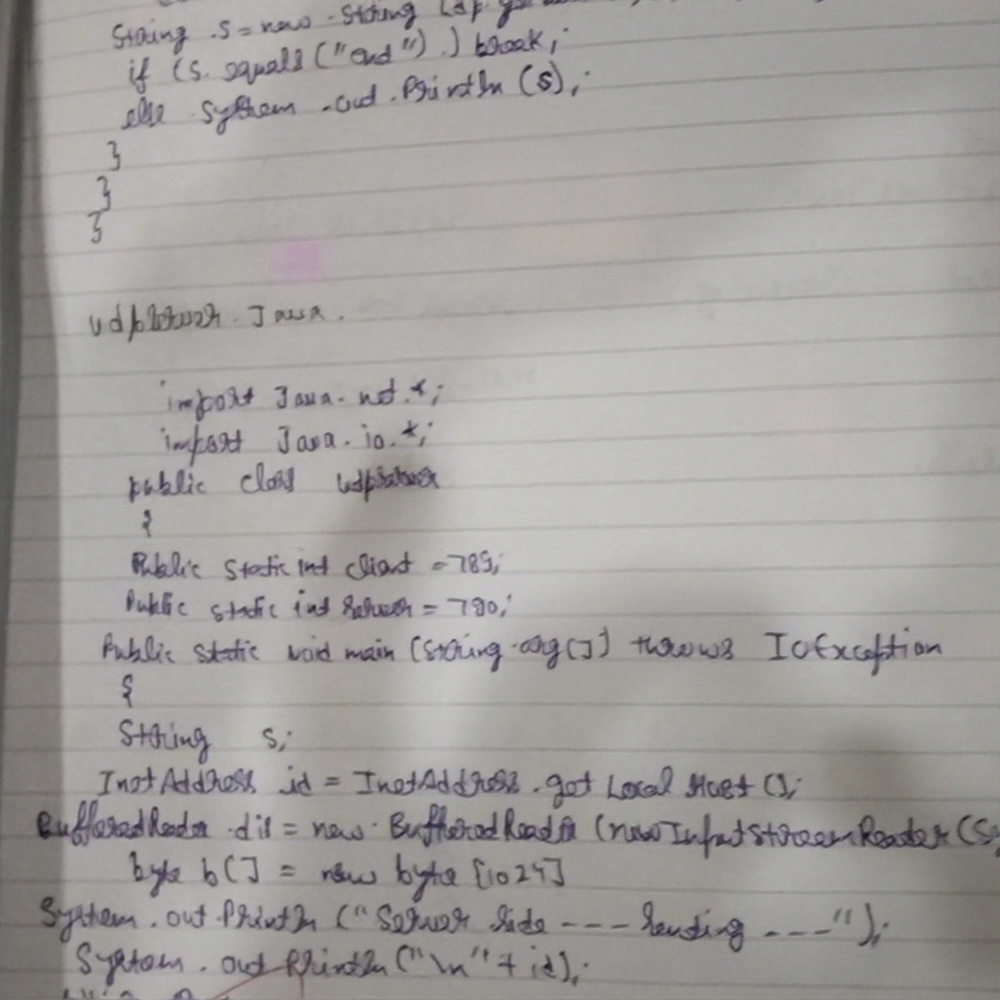 String .S = new .String (dp.ge
if (s. equals ("end") .) break;
else .System .out .Println (s);
}
}
}
udpserver. Java.
import Java. net.*;
import Java. io.*;
public class udpserver
{
Public static int client = 789;
Public static int Server = 790;
Public static void main (String .arg[]) throws IoException
{
String s;
InetAddress id = InetAddress .get Local Host ();
BufferedReader .dis = new. BufferedReader (new InputStreamReader (S
byte b[] = new byte [1024]
System .out .Println ("Server side --- Sending ---");
System. out Println ("\n" + id);